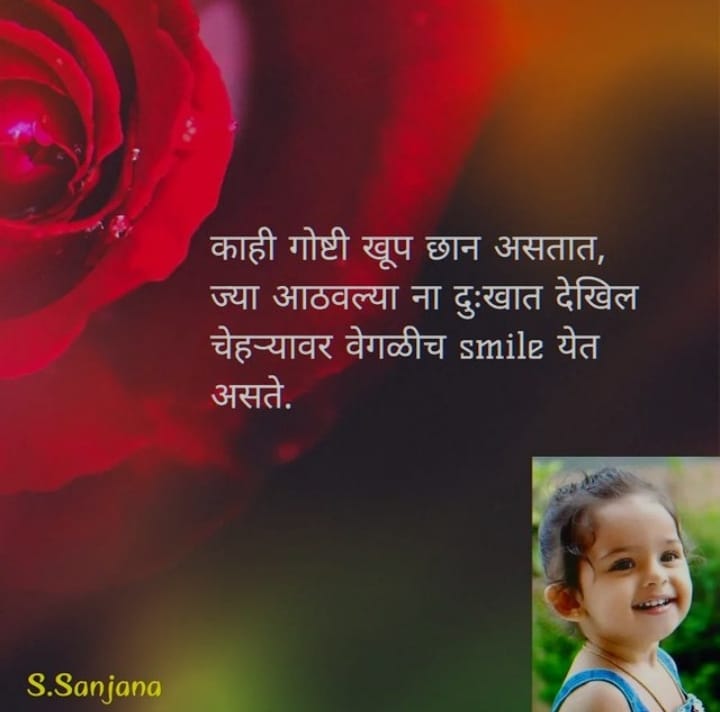 काही गोष्टी खूप छान असतात,
ज्या आठवल्या ना दुःखात देखिल
चेहऱ्यावर वेगळीच smile येत
असते.
S.Sanjana